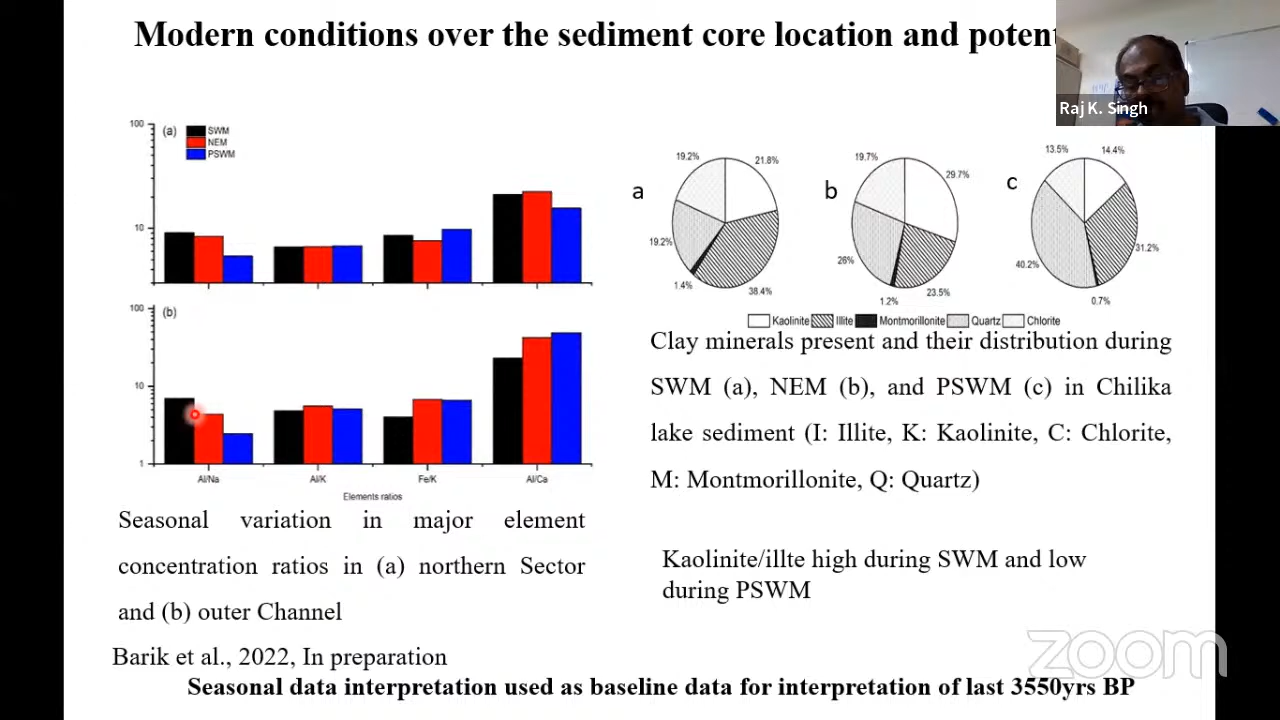 Modern conditions over the sediment core location and potent
Raj K. Singh
100
(a)
SWM
NEM
PSWM
10
(b)
100
10
1
Al/Na
Al/K
Fe/K
Al/Ca
Elements ratios
a
19.2%
21.8%
19.2%
1.4%
38.4%
b
19.7%
29.7%
26%
1.2%
23.5%
c
13.5%
14.4%
40.2%
31.2%
0.7%
Kaolinite Illite Montmorillonite Quartz Chlorite
Clay minerals present and their distribution during
SWM (a), NEM (b), and PSWM (c) in Chilika
lake sediment (I: Illite, K: Kaolinite, C: Chlorite,
M: Montmorillonite, Q: Quartz)
Seasonal variation in major element
concentration ratios in (a) northern Sector
and (b) outer Channel
Kaolinite/illte high during SWM and low
during PSWM
Barik et al., 2022, In preparation
zoom
Seasonal data interpretation used as baseline data for interpretation of last 3550yrs BP